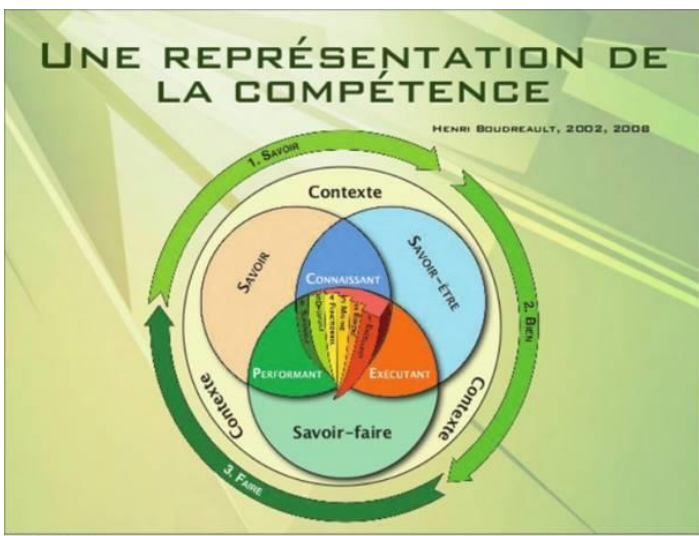 UNE REPRÉSENTATION DE
LA COMPÉTENCE
HENRI BOUDREAULT, 2002, 2008
1. SAVOIR
Contexte
SAVOIR
SAVOIR-ÊTRE
CONNAISSANT
2. BIEN
PERFORMANT
EXÉCUTANT
Contexte
Contexte
Savoir-faire
3. FAIRE